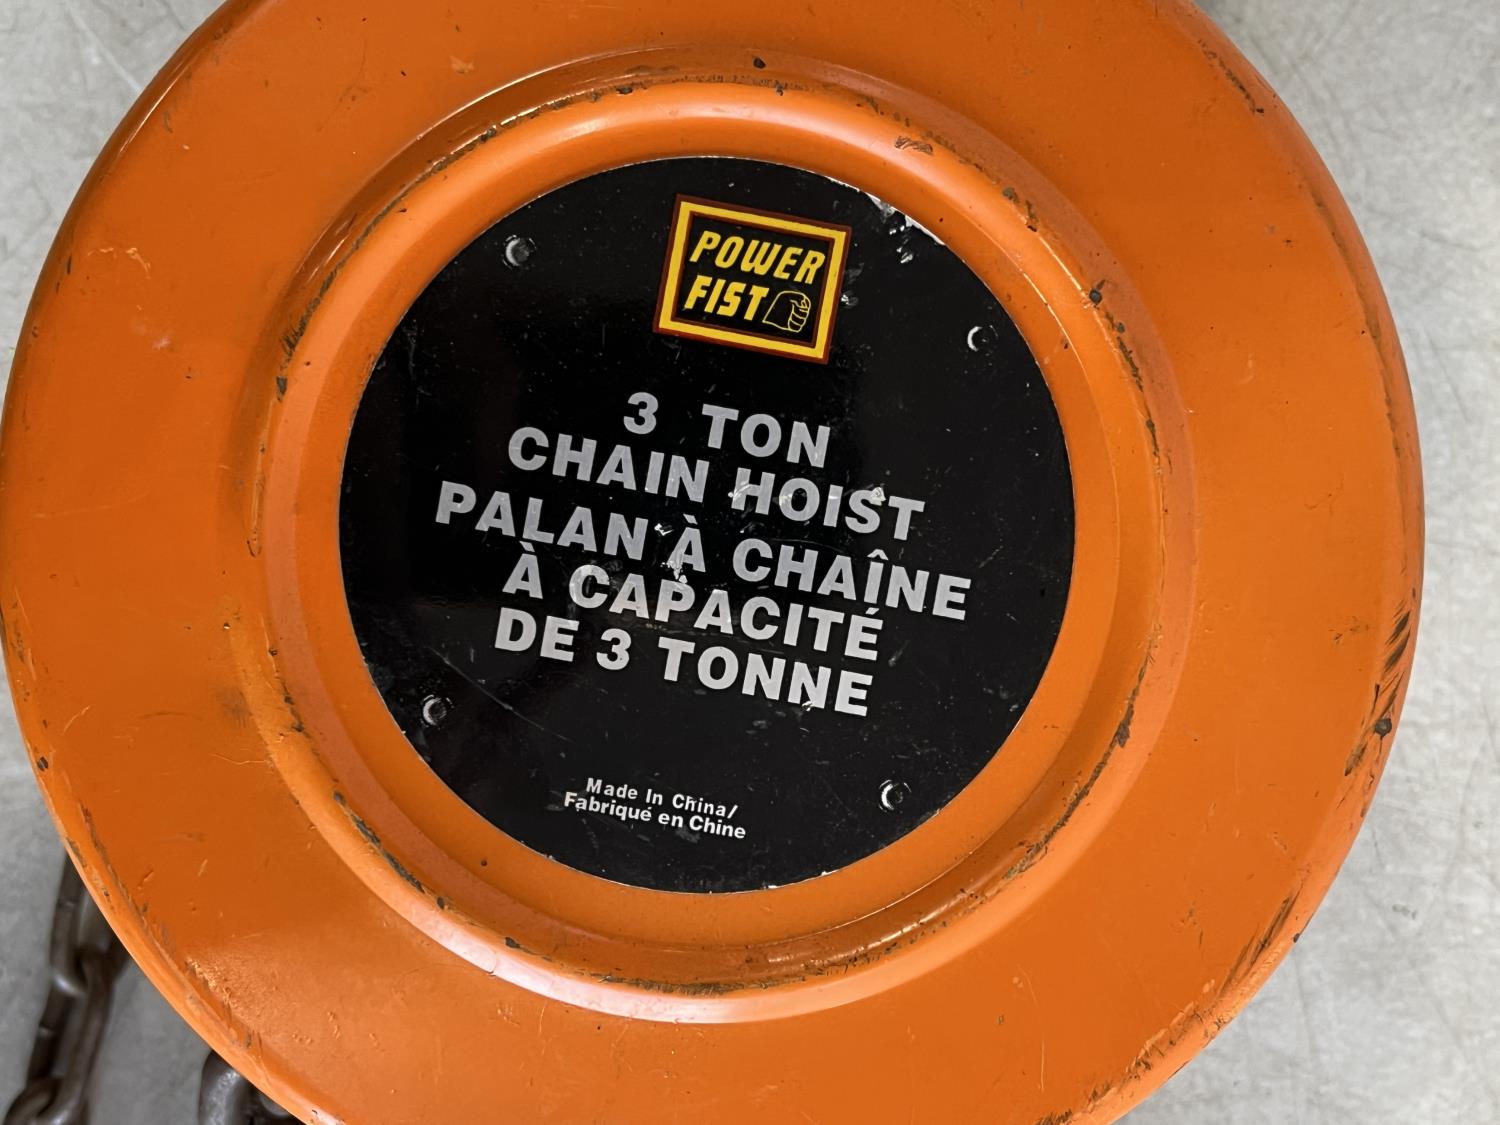 POWER
FIST
3 TON
CHAIN HOIST
PALAN À CHAÎNE
À CAPACITÉ
DE 3 TONNE
Made In China/
Fabriqué en Chine